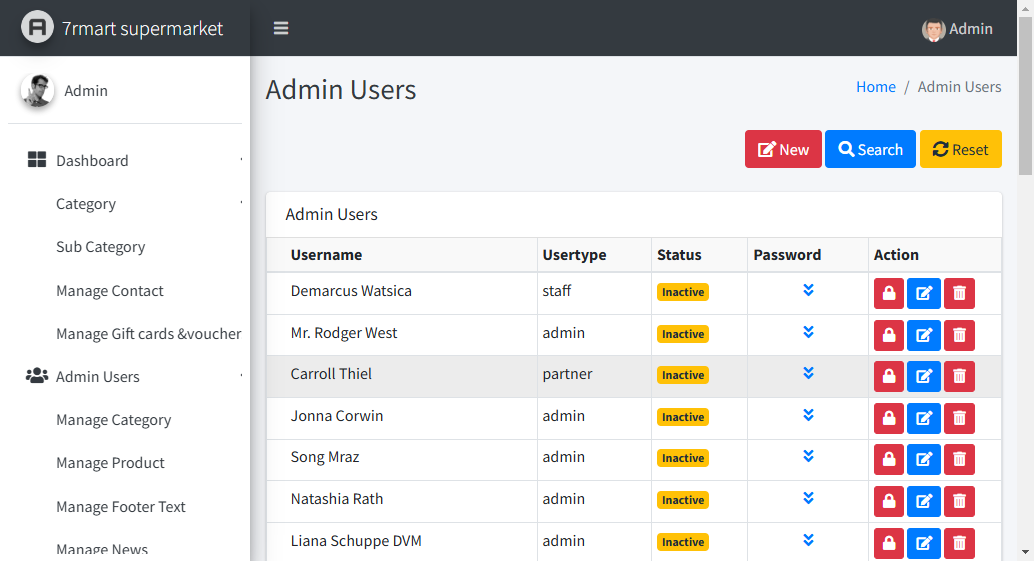 7rmart supermarket
Admin
Admin
Dashboard
Category
Sub Category
Manage Contact
Manage Gift cards &voucher
Admin Users
Manage Category
Manage Product
Manage Footer Text
Manage News
Admin Users
Home / Admin Users
New Search Reset
Admin Users
Username Usertype Status Password Action
Demarcus Watsica staff Inactive
Mr. Rodger West admin Inactive
Carroll Thiel partner Inactive
Jonna Corwin admin Inactive
Song Mraz admin Inactive
Natashia Rath admin Inactive
Liana Schuppe DVM admin Inactive